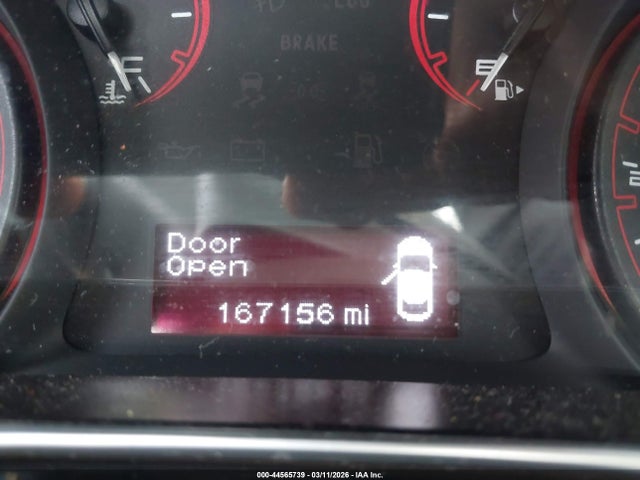 BRAKE
E
Door
Open
167156 mi
000-44565739 - 03/11/2026 - IAA Inc.